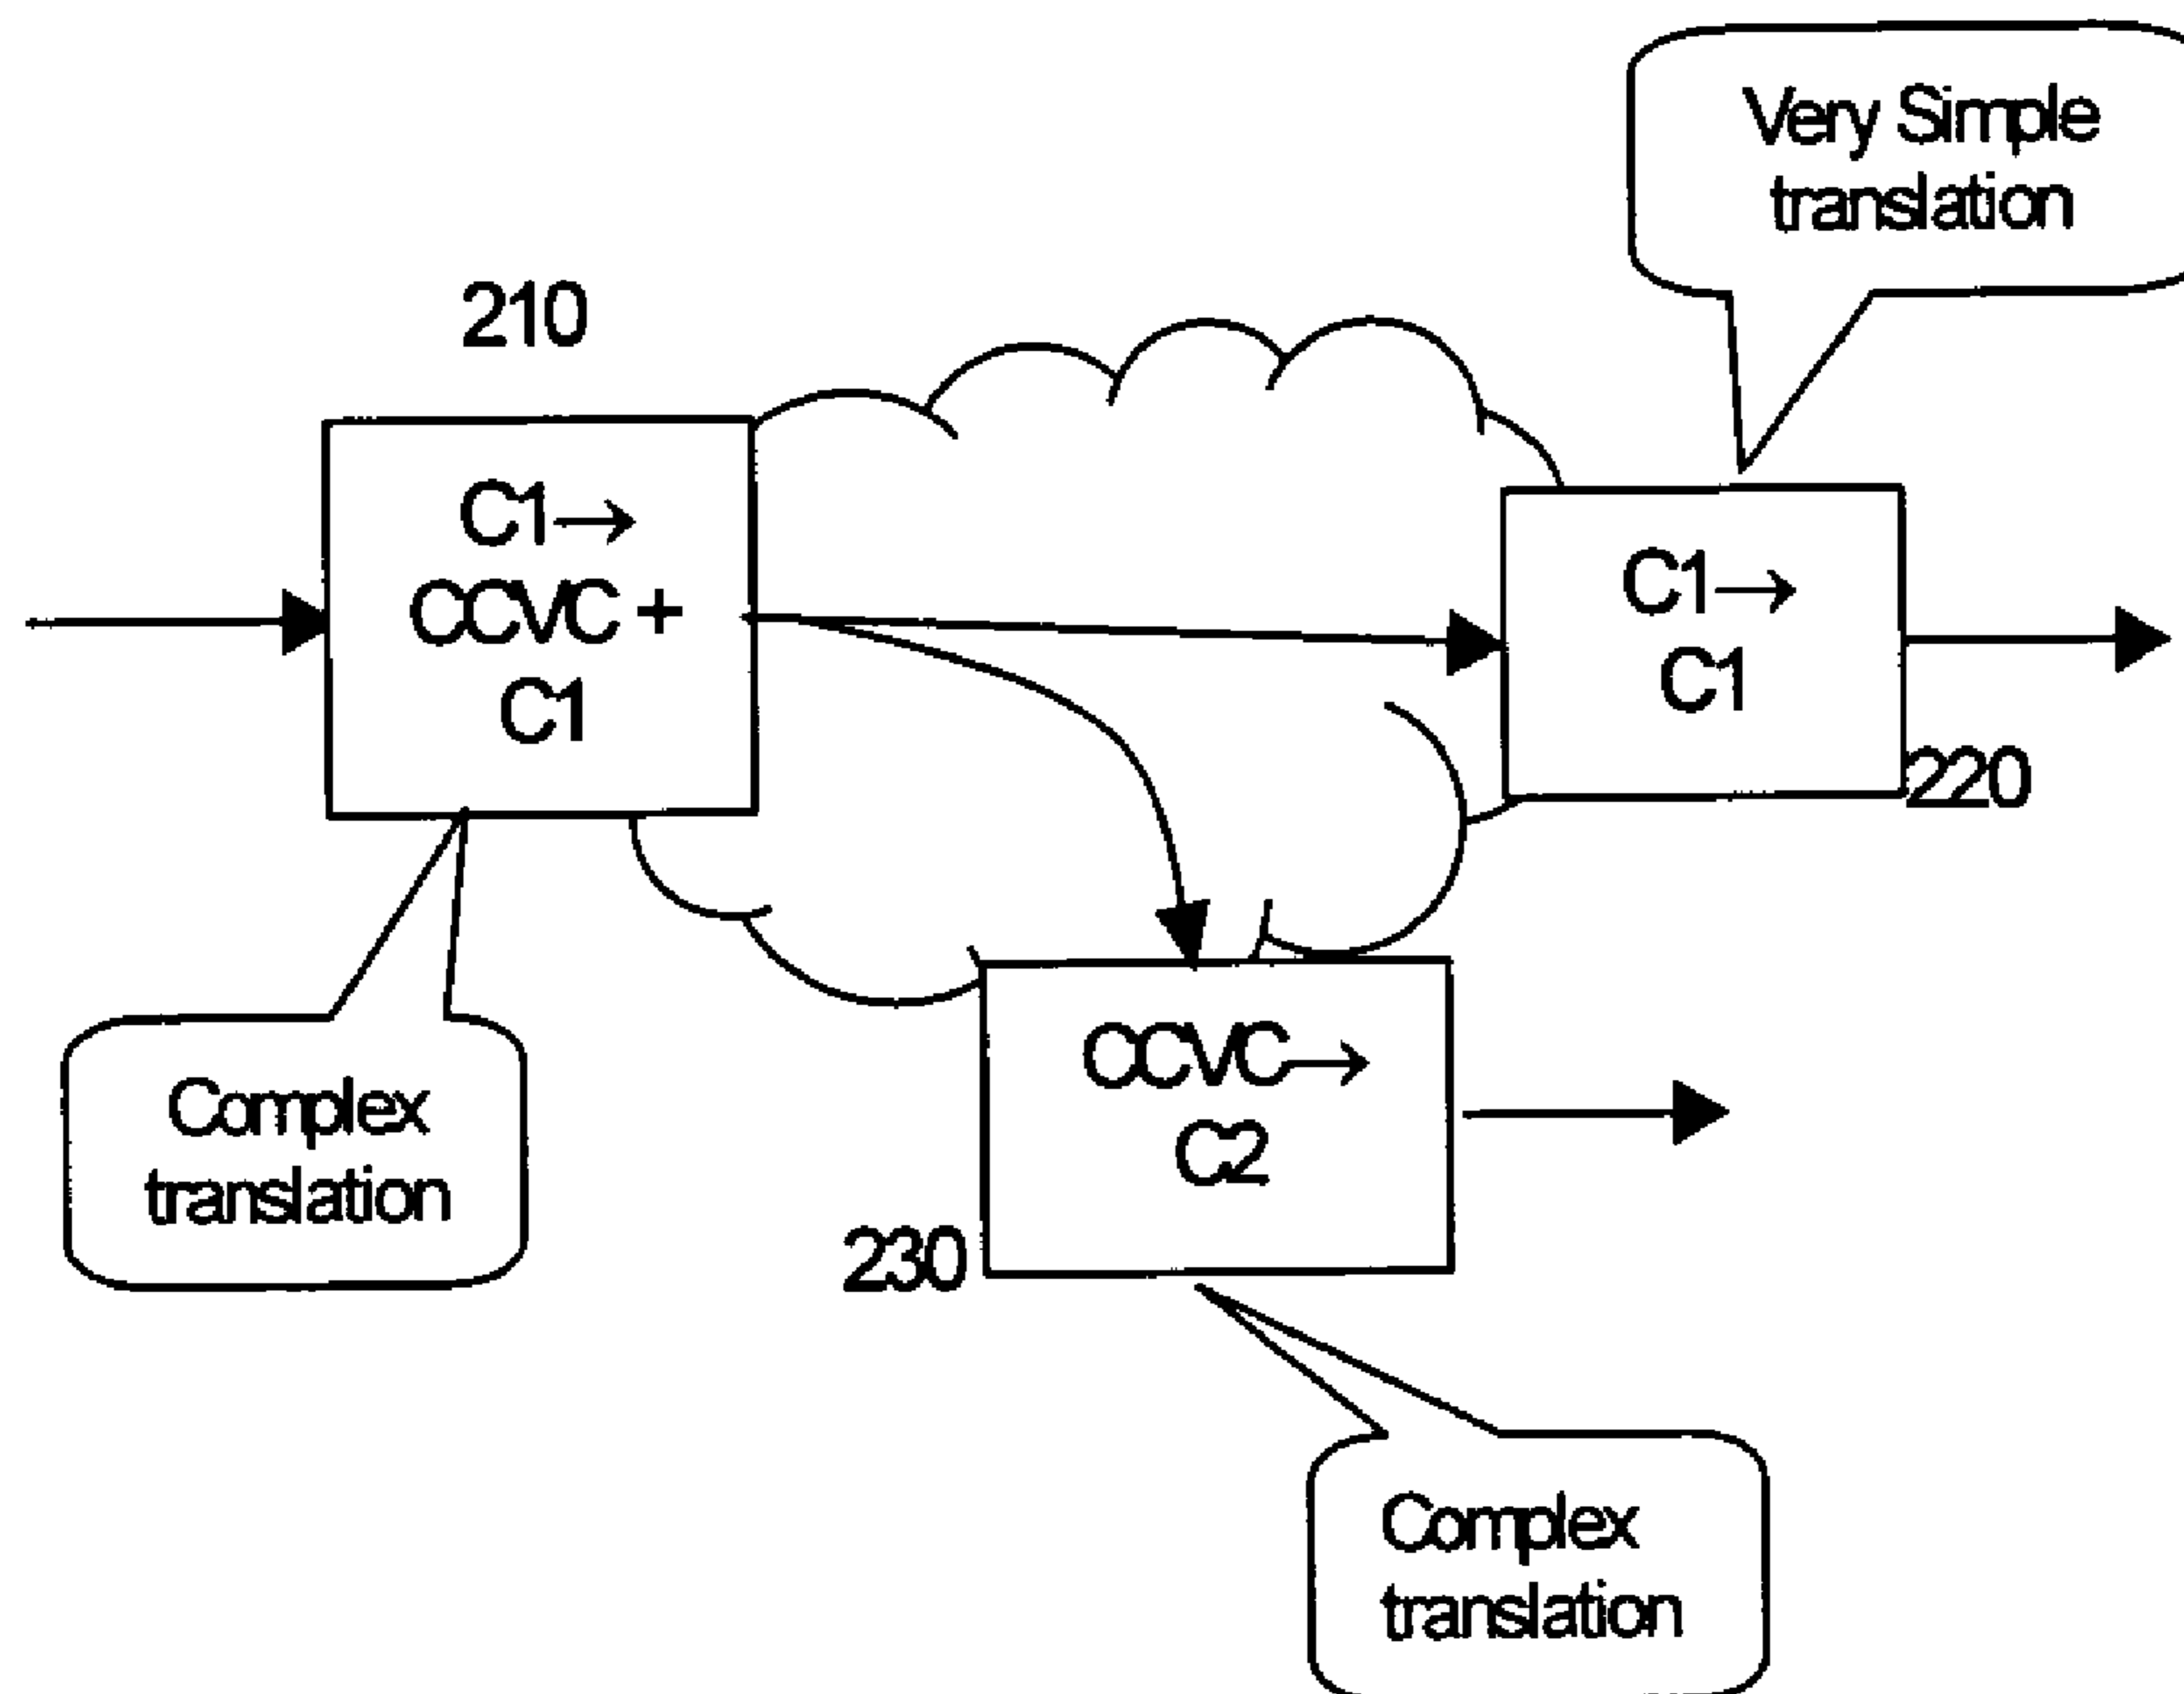 Very Simple
translation
210
C1→
CCVC +
C1
C1→
C1
220
Complex
translation
CCVC→
C2
230
Complex
translation